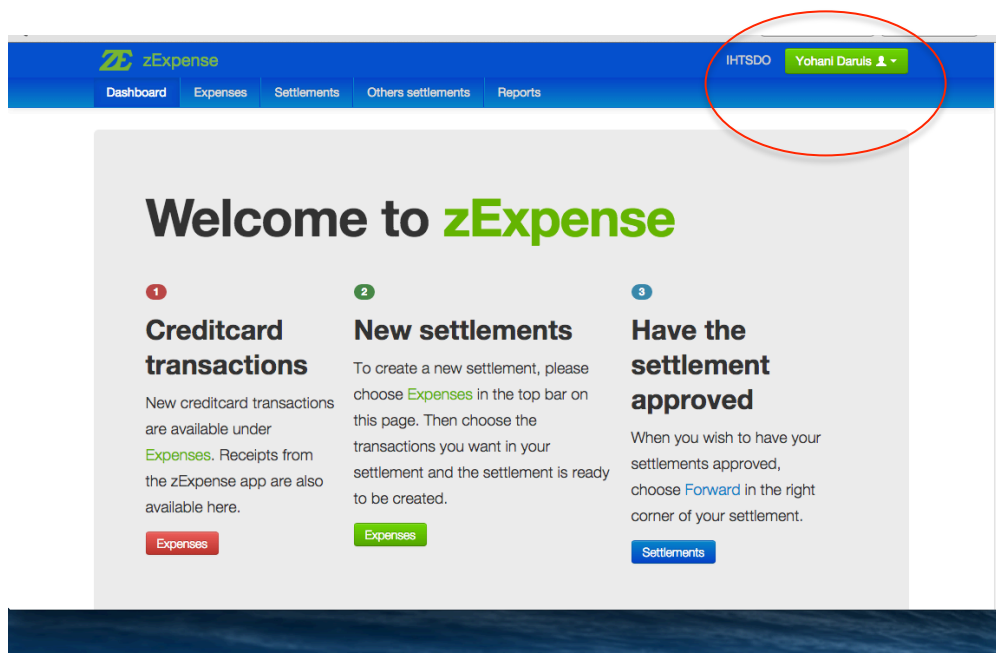 ZE zExpense
IHTSDO Yohani Daruis
Dashboard Expenses Settlements Others settlements Reports
Welcome to zExpense
1
Creditcard
transactions
New creditcard transactions
are available under
Expenses. Receipts from
the zExpense app are also
available here.
Expenses
2
New settlements
To create a new settlement, please
choose Expenses in the top bar on
this page. Then choose the
transactions you want in your
settlement and the settlement is ready
to be created.
Expenses
3
Have the
settlement
approved
When you wish to have your
settlements approved,
choose Forward in the right
corner of your settlement.
Settlements